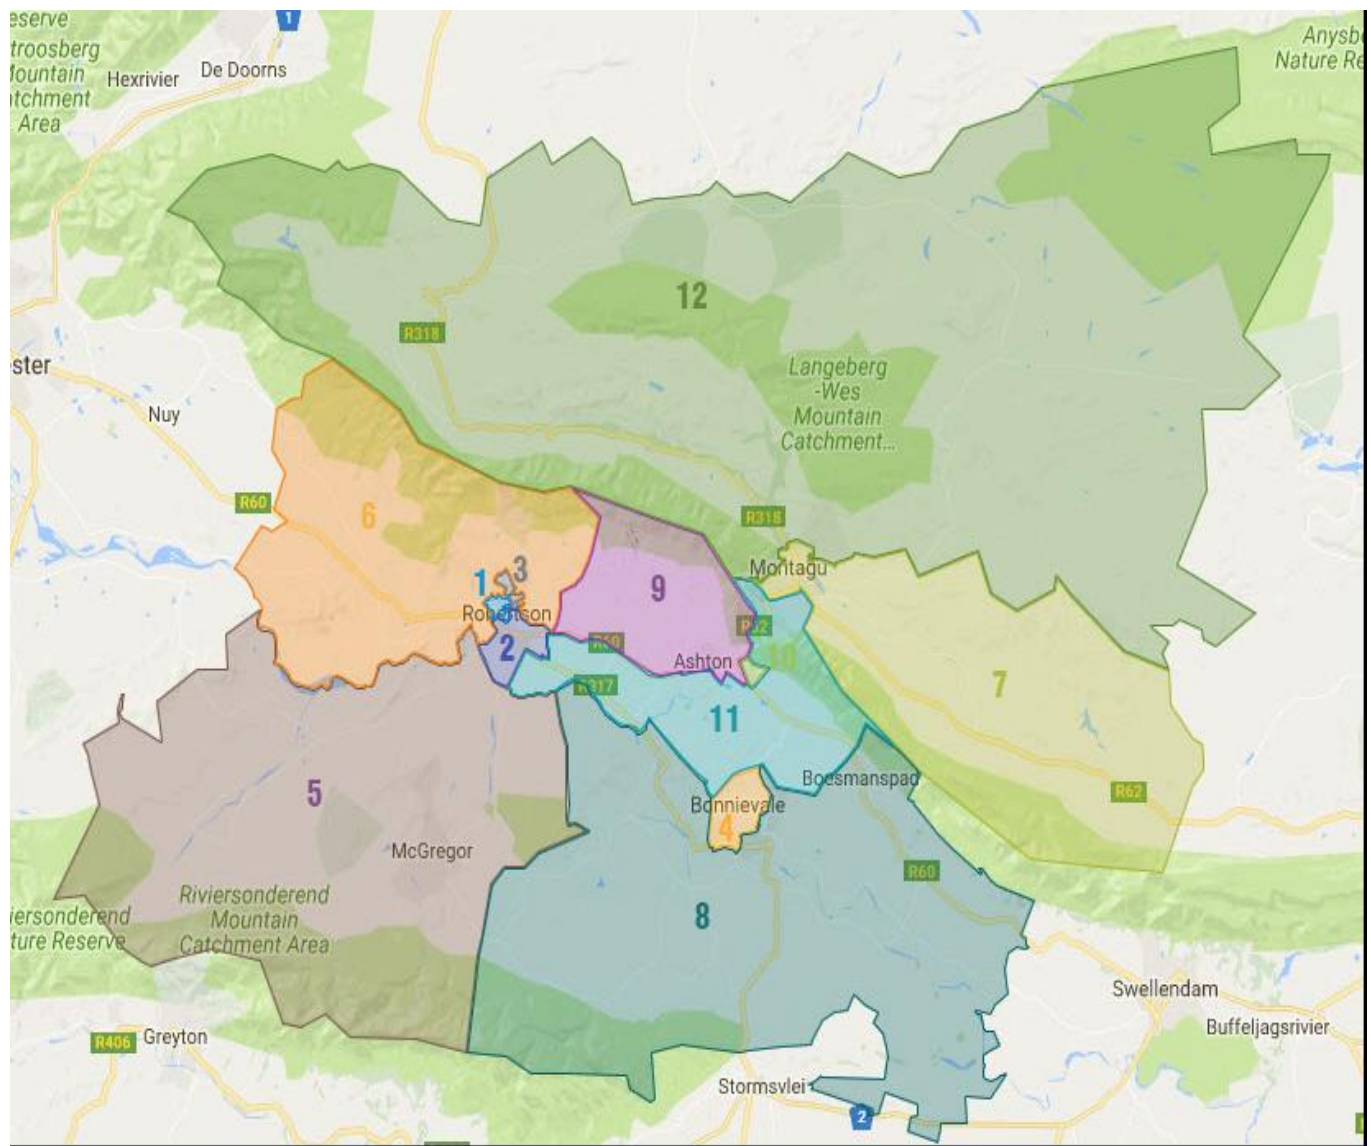 eserve
1
troosberg
Mountain
atchment
Area
Hexrivier
De Doorns
Anysb
Nature Re
12
R318
ster
Langeberg
-Wes
Mountain
Catchment...
Nuy
R60
6
R318
Montagu
1
3
9
Robertson
R62
2
R60
Ashton
10
R317
7
11
5
Boesmanspad
R62
Bonnievale
4
McGregor
R60
Riviersonderend
Mountain
Catchment Area
iersonderend
ture Reserve
8
Swellendam
Buffeljagsrivier
R406
Greyton
Stormsvlei
2